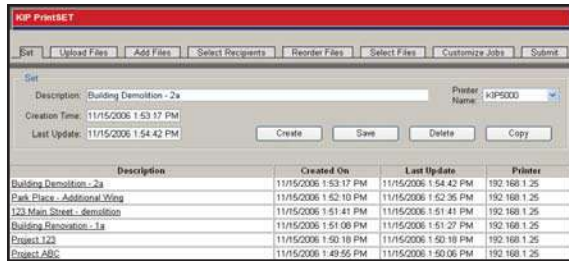 KIP PrintSET
Set Upload Files Add Files Select Recipients Reorder Files Select Files Customize Jobs Submit
Set
Description: Building Demolition - 2a Printer Name: KIP5000
Creation Time: 11/15/2006 1:53:17 PM
Last Update: 11/15/2006 1:54:42 PM Create Save Delete Copy
Description Created On Last Update Printer
Building Demolition - 2a 11/15/2006 1:53:17 PM 11/15/2006 1:54:42 PM 192.168.1.25
Park Place - Additional Wing 11/15/2006 1:52:10 PM 11/15/2006 1:52:35 PM 192.168.1.25
123 Main Street - demolition 11/15/2006 1:51:41 PM 11/15/2006 1:51:41 PM 192.168.1.25
Building Renovation - 1a 11/15/2006 1:51:08 PM 11/15/2006 1:51:27 PM 192.168.1.25
Project 123 11/15/2006 1:50:18 PM 11/15/2006 1:50:18 PM 192.168.1.25
Project ABC 11/15/2006 1:49:55 PM 11/15/2006 1:50:06 PM 192.168.1.25